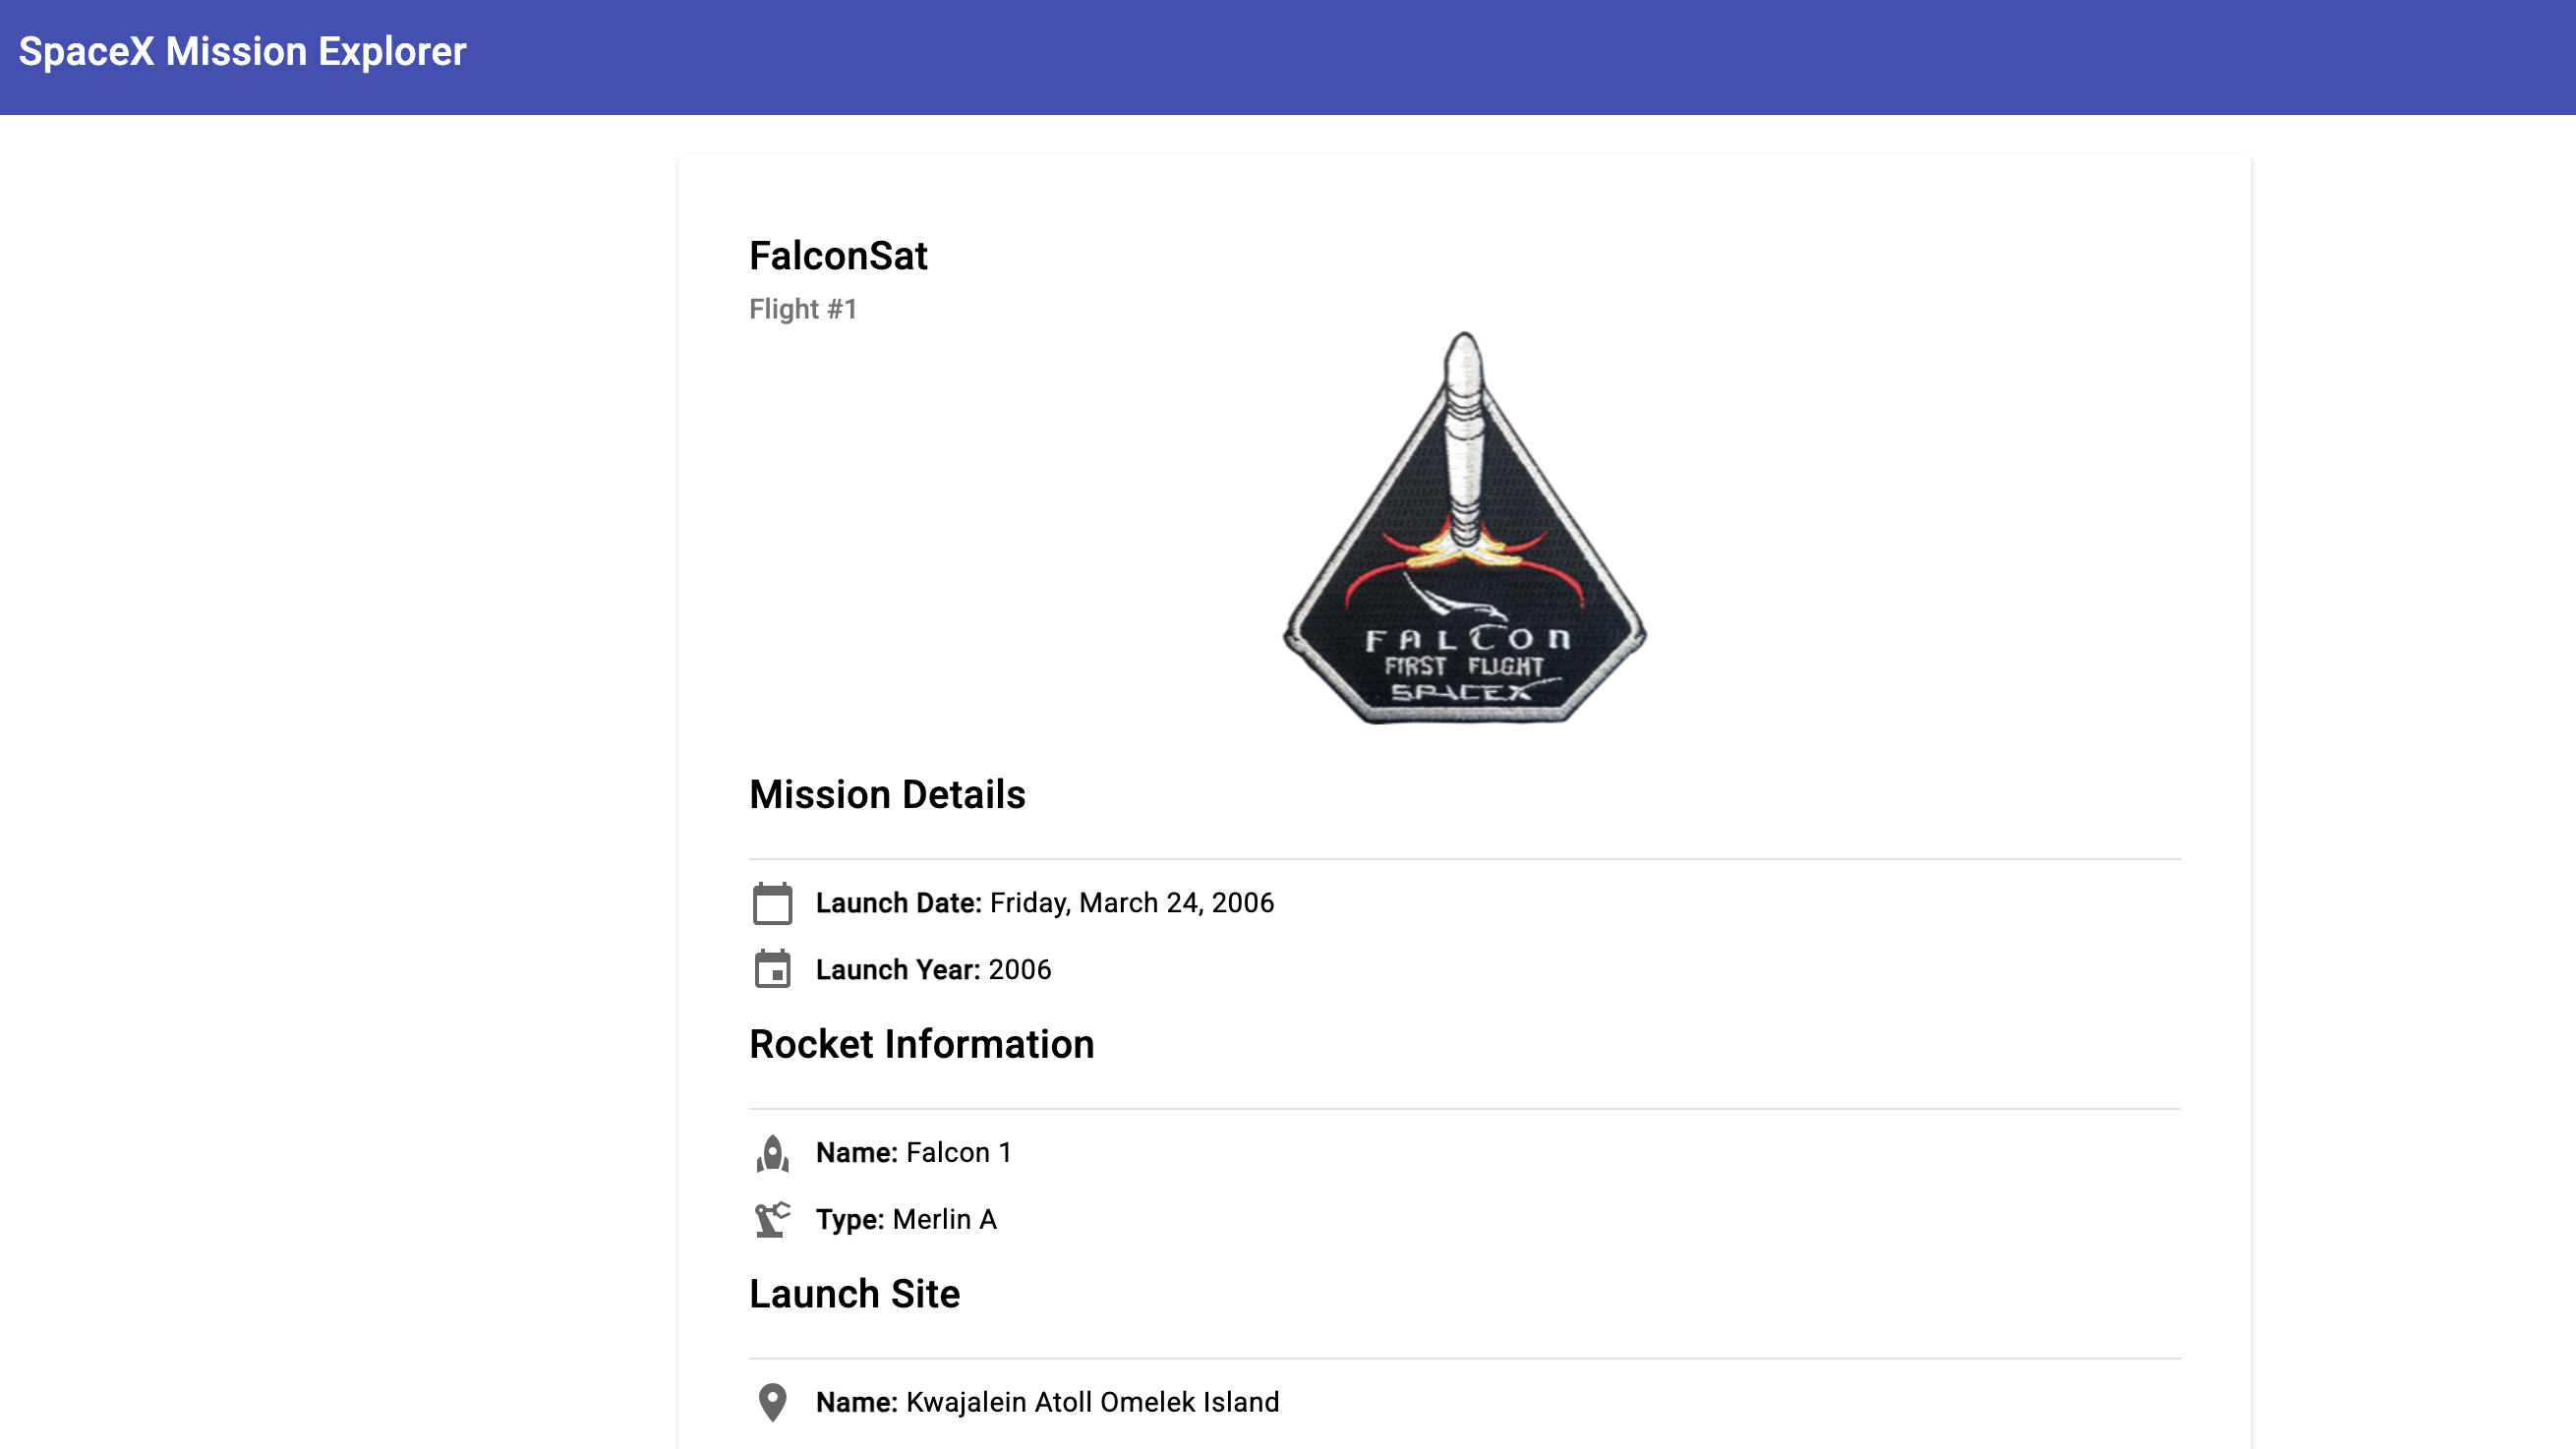 SpaceX Mission Explorer
FalconSat
Flight #1
FALCON
FIRST FLIGHT
SPACEX
Mission Details
Launch Date: Friday, March 24, 2006
Launch Year: 2006
Rocket Information
Name: Falcon 1
Type: Merlin A
Launch Site
Name: Kwajalein Atoll Omelek Island